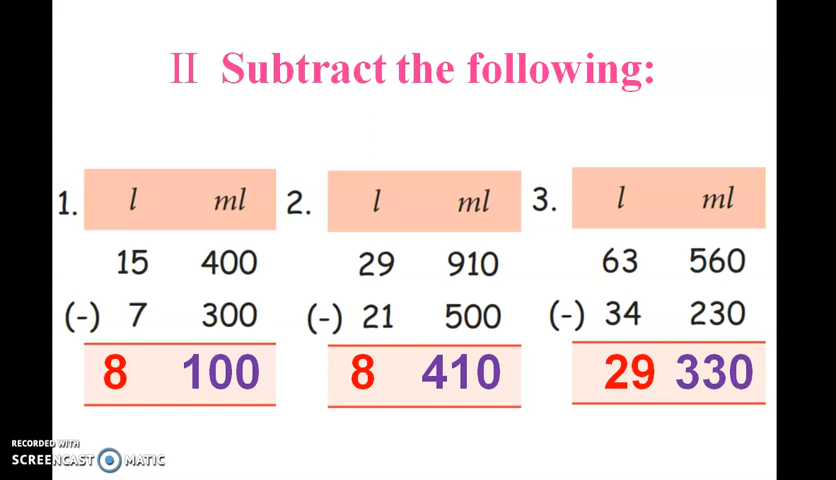 II Subtract the following:
1. l ml 2. l ml 3. l ml
15 400 29 910 63 560
(-) 7 300 (-) 21 500 (-) 34 230
8 100 8 410 29 330
RECORDED WITH
SCREENCAST MATIC